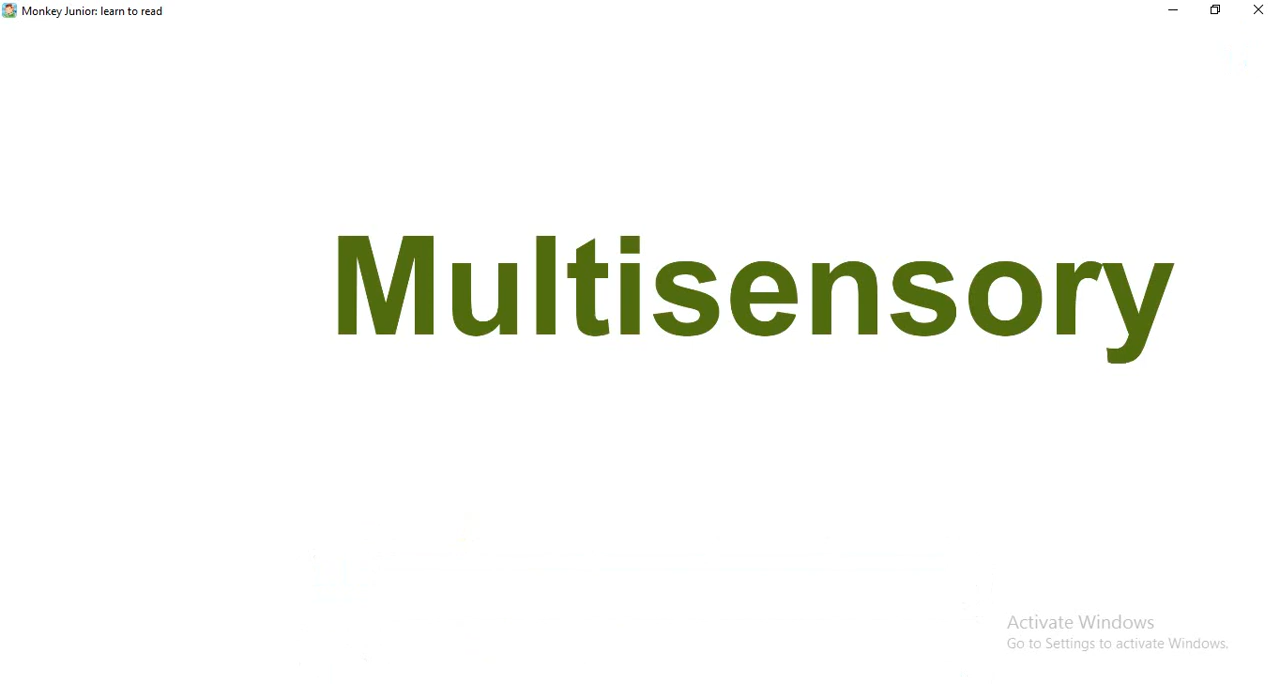 Monkey Junior: learn to read
Multisensory
Activate Windows
Go to Settings to activate Windows.